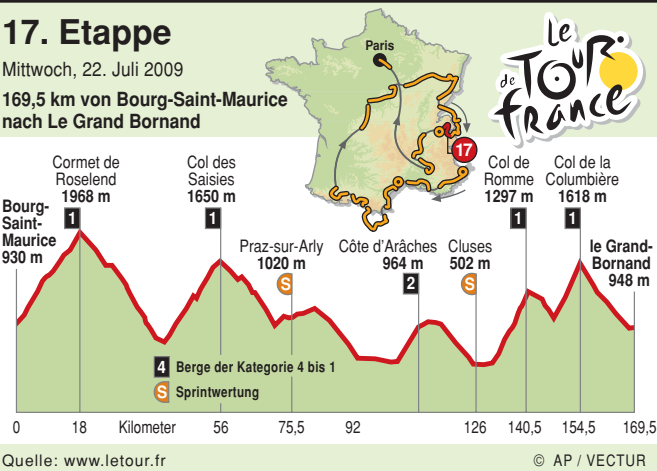 17. Etappe
Mittwoch, 22. Juli 2009
169,5 km von Bourg-Saint-Maurice
nach Le Grand Bornand
Paris
17
Le
TOUR
de
france
Bourg-
Saint-
Maurice
930 m
Cormet de
Roselend
1968 m
1
Col des
Saisies
1650 m
1
Praz-sur-Arly
1020 m
S
Côte d'Arâches
964 m
2
Cluses
502 m
S
Col de
Romme
1297 m
1
Col de la
Columbière
1618 m
1
le Grand-
Bornand
948 m
4 Berge der Kategorie 4 bis 1
S Sprintwertung
0 18 Kilometer 56 75,5 92 126 140,5 154,5 169,5
Quelle: www.letour.fr © AP / VECTUR